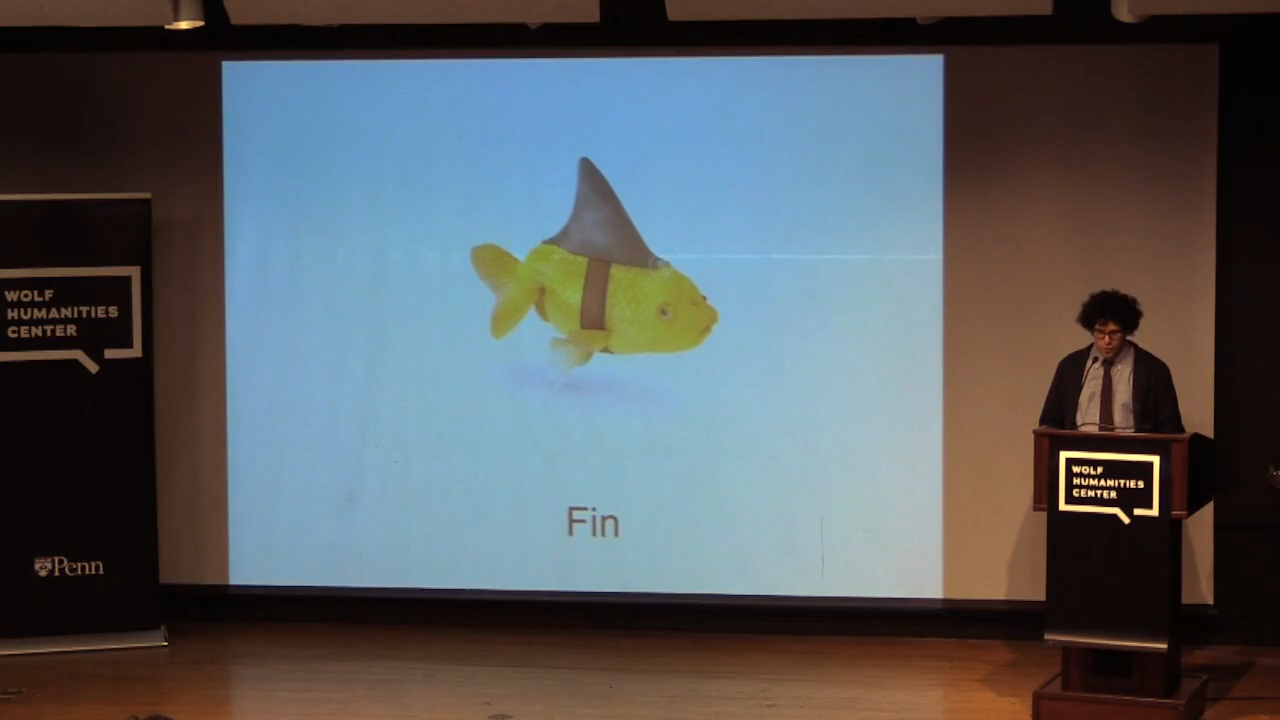 WOLF
HUMANITIES
CENTER
Penn
Fin
WOLF
HUMANITIES
CENTER